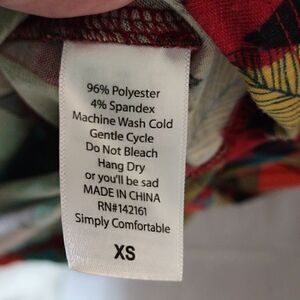 96% Polyester
4% Spandex
Machine Wash Cold
Gentle Cycle
Do Not Bleach
Hang Dry
or you'll be sad
MADE IN CHINA
RN#142161
Simply Comfortable
XS